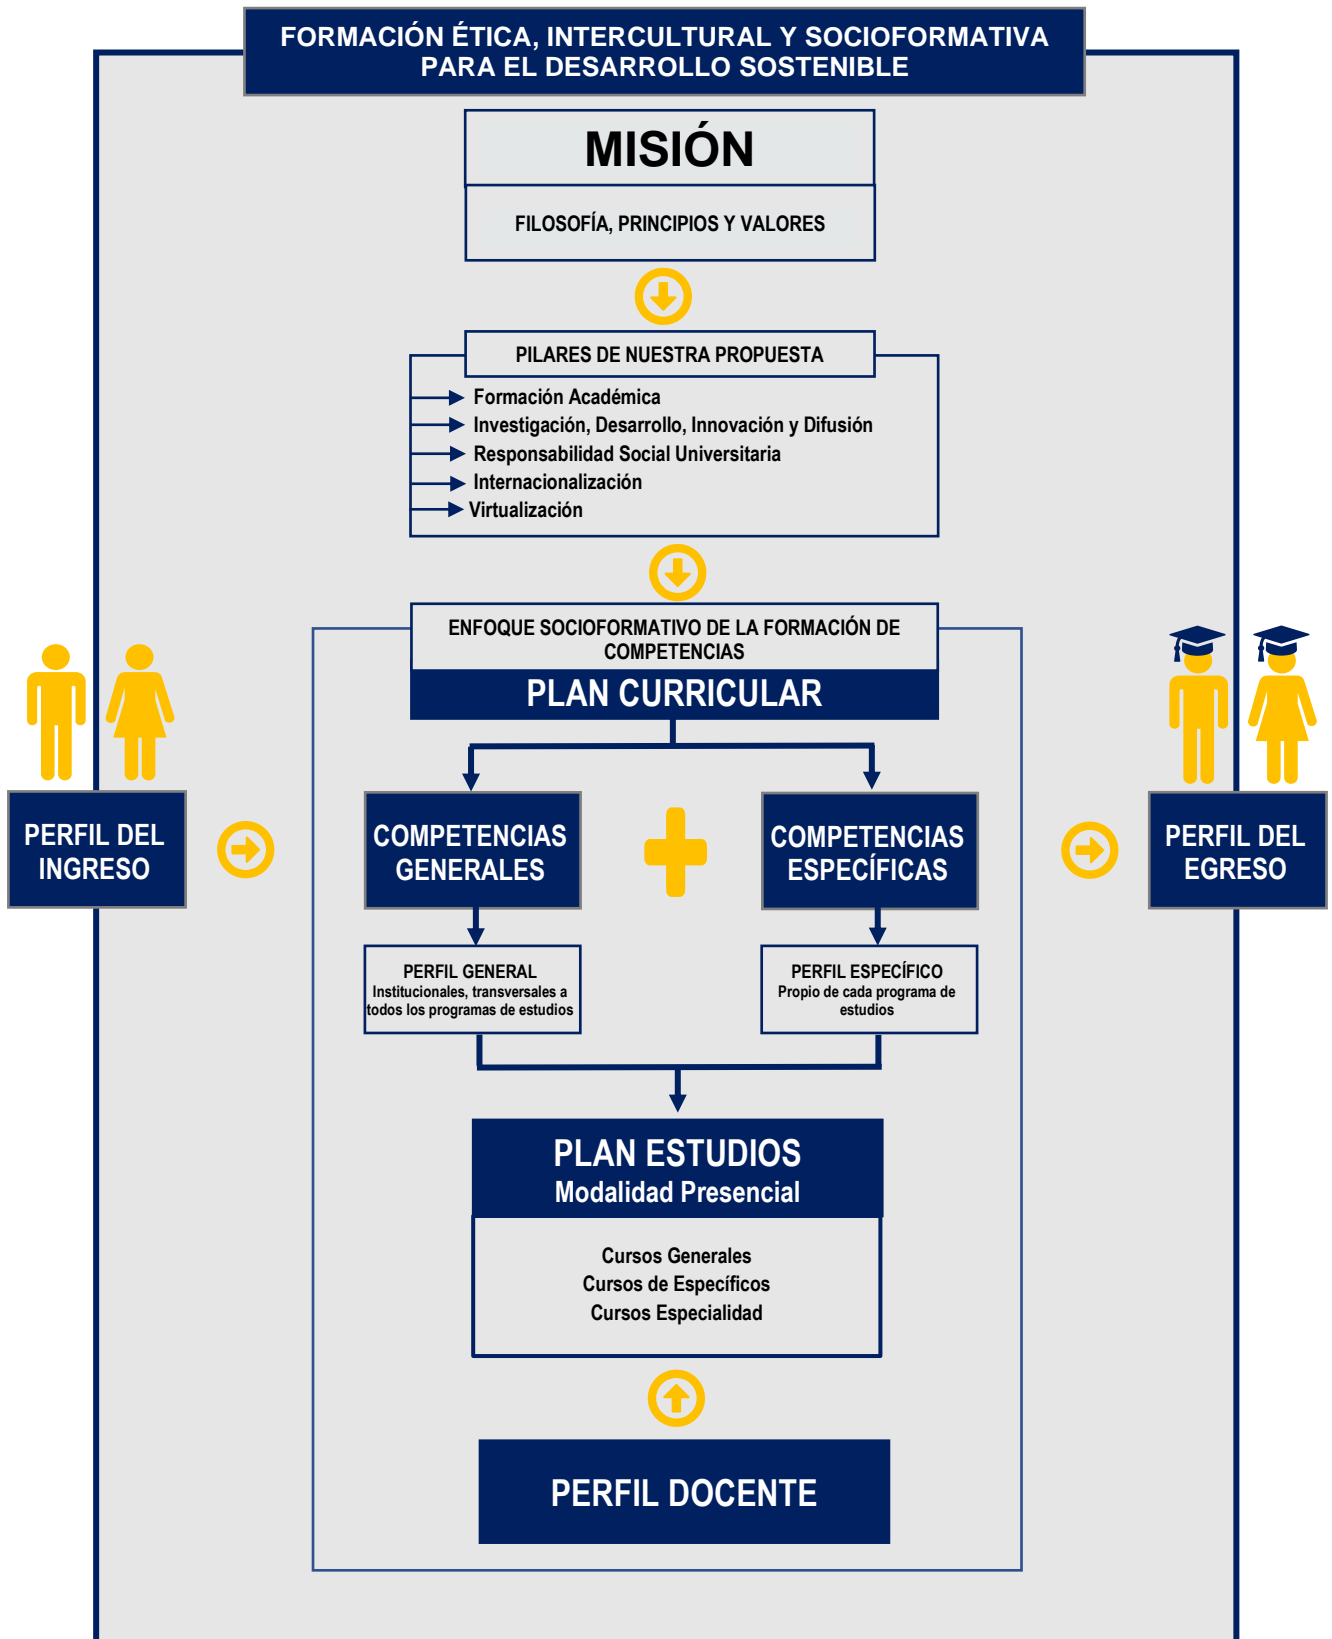 FORMACIÓN ÉTICA, INTERCULTURAL Y SOCIOFORMATIVA
PARA EL DESARROLLO SOSTENIBLE
MISIÓN
FILOSOFÍA, PRINCIPIOS Y VALORES
PILARES DE NUESTRA PROPUESTA
Formación Académica
Investigación, Desarrollo, Innovación y Difusión
Responsabilidad Social Universitaria
Internacionalización
Virtualización
ENFOQUE SOCIOFORMATIVO DE LA FORMACIÓN DE
COMPETENCIAS
PLAN CURRICULAR
PERFIL DEL
INGRESO
COMPETENCIAS
GENERALES
COMPETENCIAS
ESPECÍFICAS
PERFIL DEL
EGRESO
PERFIL GENERAL
Institucionales, transversales a
todos los programas de estudios
PERFIL ESPECÍFICO
Propio de cada programa de
estudios
PLAN ESTUDIOS
Modalidad Presencial
Cursos Generales
Cursos de Específicos
Cursos Especialidad
PERFIL DOCENTE